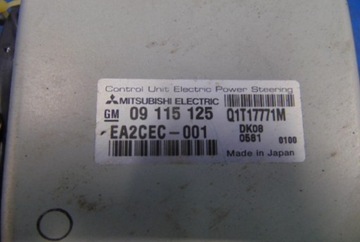 Control Unit Electric Power Steering
MITSUBISHI ELECTRIC
GM 09 115 125 Q1T17771M
EA2CEC-001 DK08
0581 0100
Made in Japan